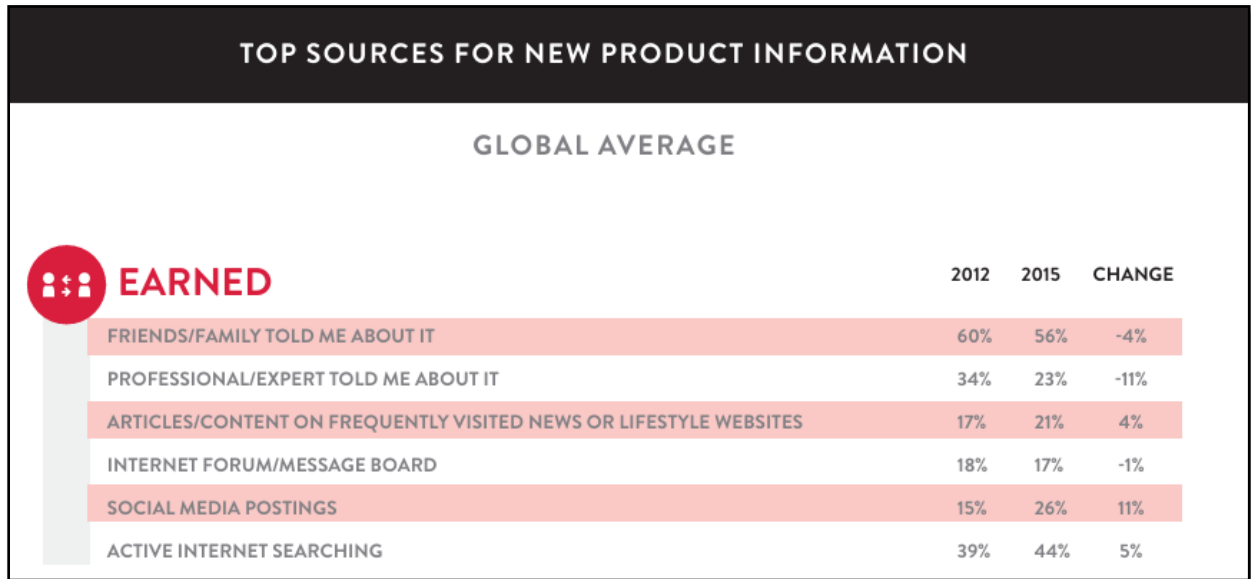 TOP SOURCES FOR NEW PRODUCT INFORMATION
GLOBAL AVERAGE
EARNED 2012 2015 CHANGE
FRIENDS/FAMILY TOLD ME ABOUT IT 60% 56% -4%
PROFESSIONAL/EXPERT TOLD ME ABOUT IT 34% 23% -11%
ARTICLES/CONTENT ON FREQUENTLY VISITED NEWS OR LIFESTYLE WEBSITES 17% 21% 4%
INTERNET FORUM/MESSAGE BOARD 18% 17% -1%
SOCIAL MEDIA POSTINGS 15% 26% 11%
ACTIVE INTERNET SEARCHING 39% 44% 5%